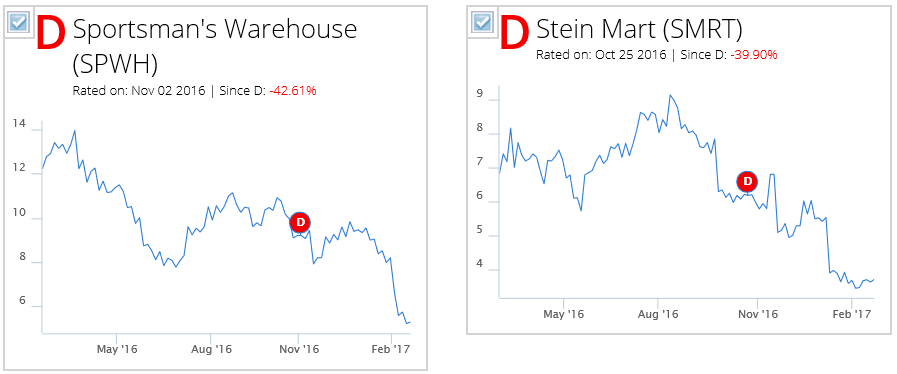 D Sportsman's Warehouse
(SPWH)
Rated on: Nov 02 2016 | Since D: -42.61%
14
12
10
8
6
D
May '16 Aug '16 Nov '16 Feb '17
D Stein Mart (SMRT)
Rated on: Oct 25 2016 | Since D: -39.90%
9
8
7
6
5
4
D
May '16 Aug '16 Nov '16 Feb '17